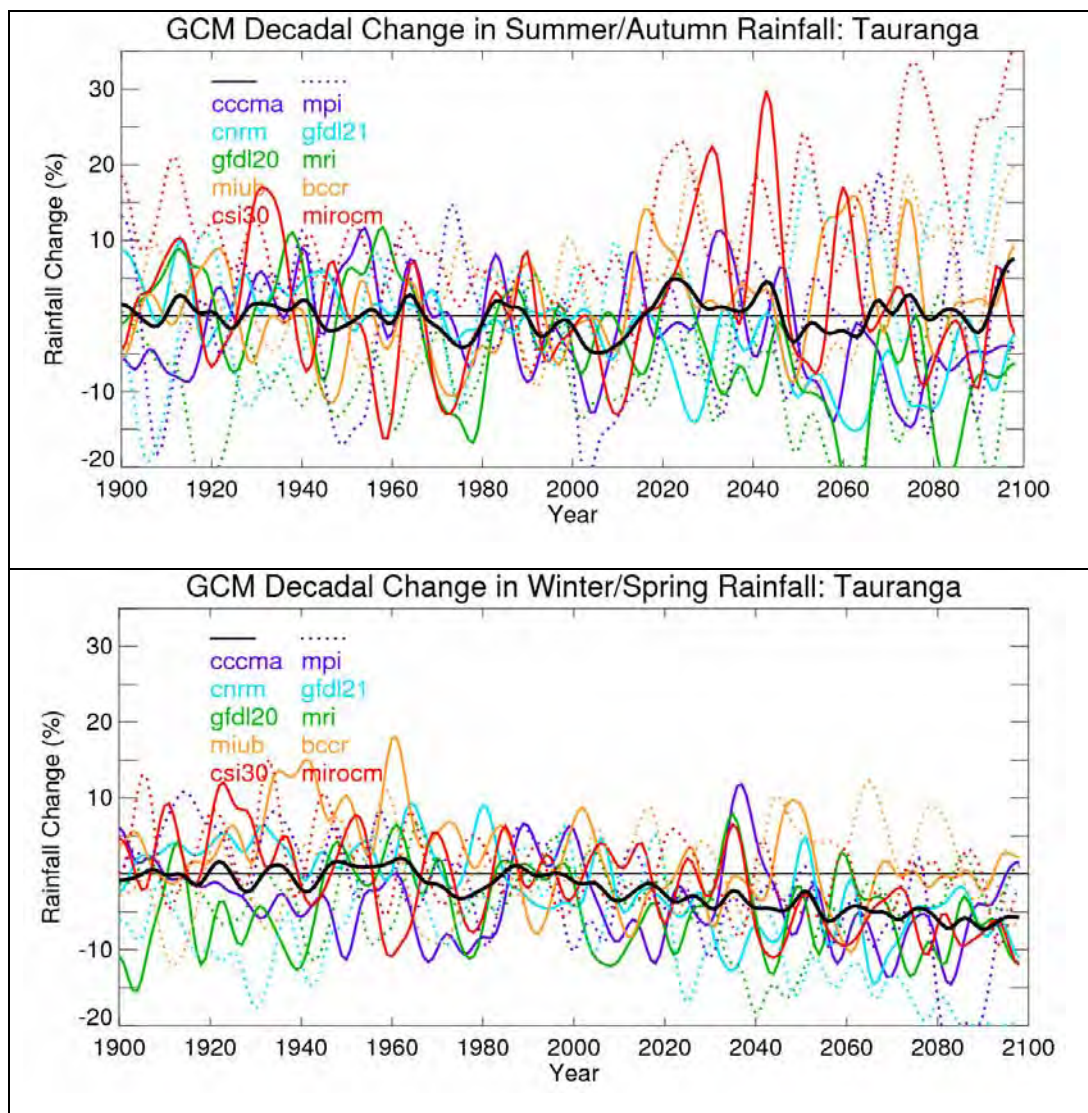 GCM Decadal Change in Summer/Autumn Rainfall: Tauranga
Rainfall Change (%)
30
20
10
0
-10
-20
cccma mpi
cnrm gfdl21
gfdl20 mri
miub bccr
csi30 mirocm
1900 1920 1940 1960 1980 2000 2020 2040 2060 2080 2100
Year
GCM Decadal Change in Winter/Spring Rainfall: Tauranga
Rainfall Change (%)
30
20
10
0
-10
-20
cccma mpi
cnrm gfdl21
gfdl20 mri
miub bccr
csi30 mirocm
1900 1920 1940 1960 1980 2000 2020 2040 2060 2080 2100
Year